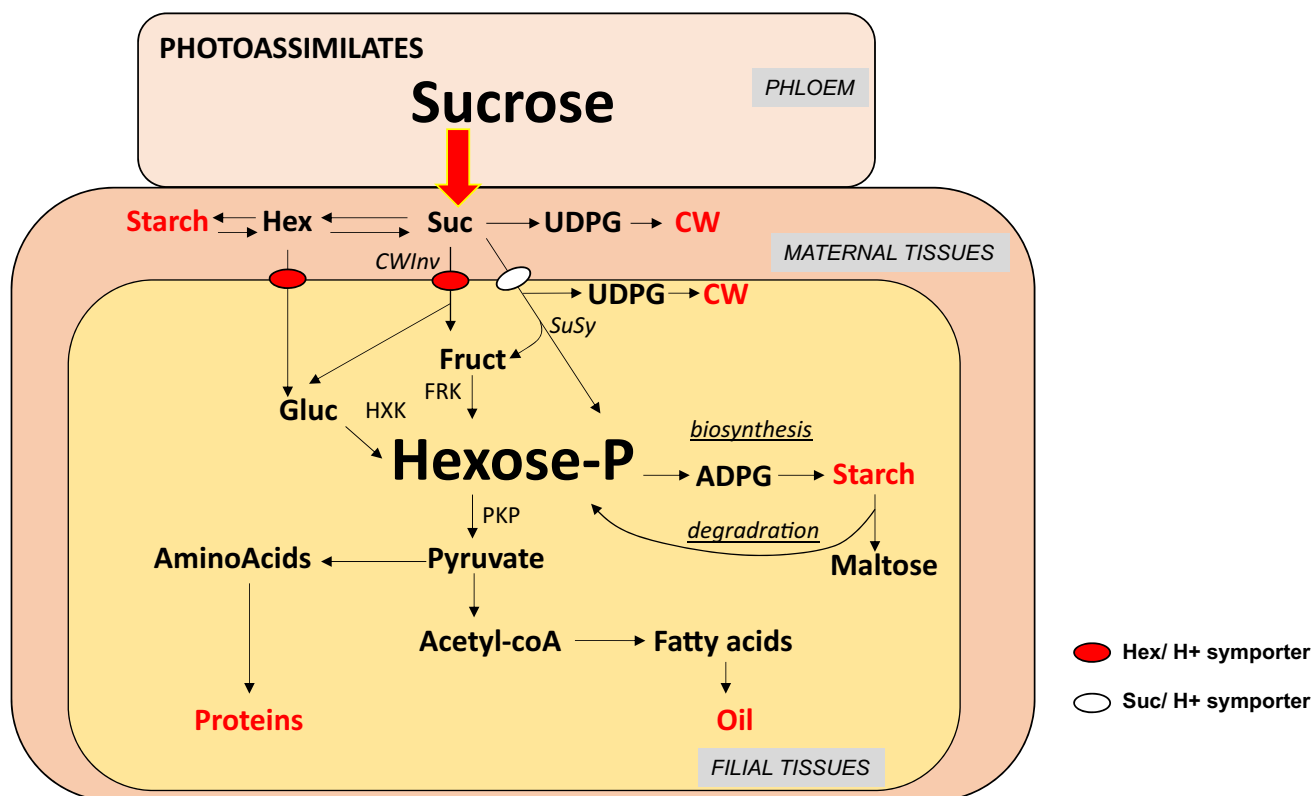 PHOTOASSIMILATES
Sucrose
PHLOEM
Starch Hex Suc UDPG CW
MATERNAL TISSUES
CWInv
UDPG CW
SuSy
Fruct
FRK
Gluc HXK
biosynthesis
Hexose-P ADPG Starch
PKP
degradration
AminoAcids Pyruvate Maltose
Acetyl-coA Fatty acids
Hex/ H+ symporter
Suc/ H+ symporter
Proteins Oil
FILIAL TISSUES